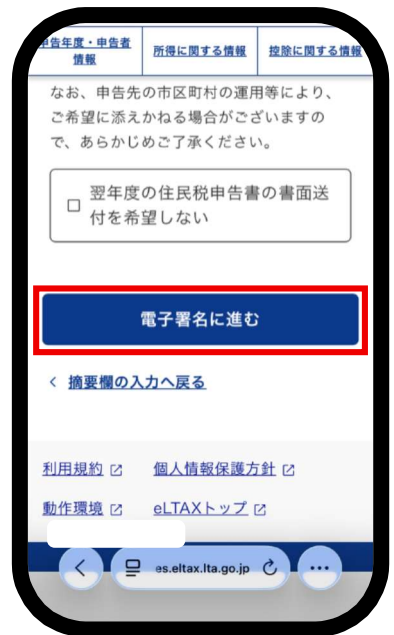 申告年度・申告者
情報
所得に関する情報
控除に関する情報
なお、申告先の市区町村の運用等により、
ご希望に添えかねる場合がござ​いますの
で、あらかじめご了承ください。
翌年度の住民税申告書の書面送
付を希望しない
電子署名に進む
摘要欄の入力へ戻る
利用規約 個人情報保護方針
動作環境 eLTAXトップ
es.eltax.lta.go.jp